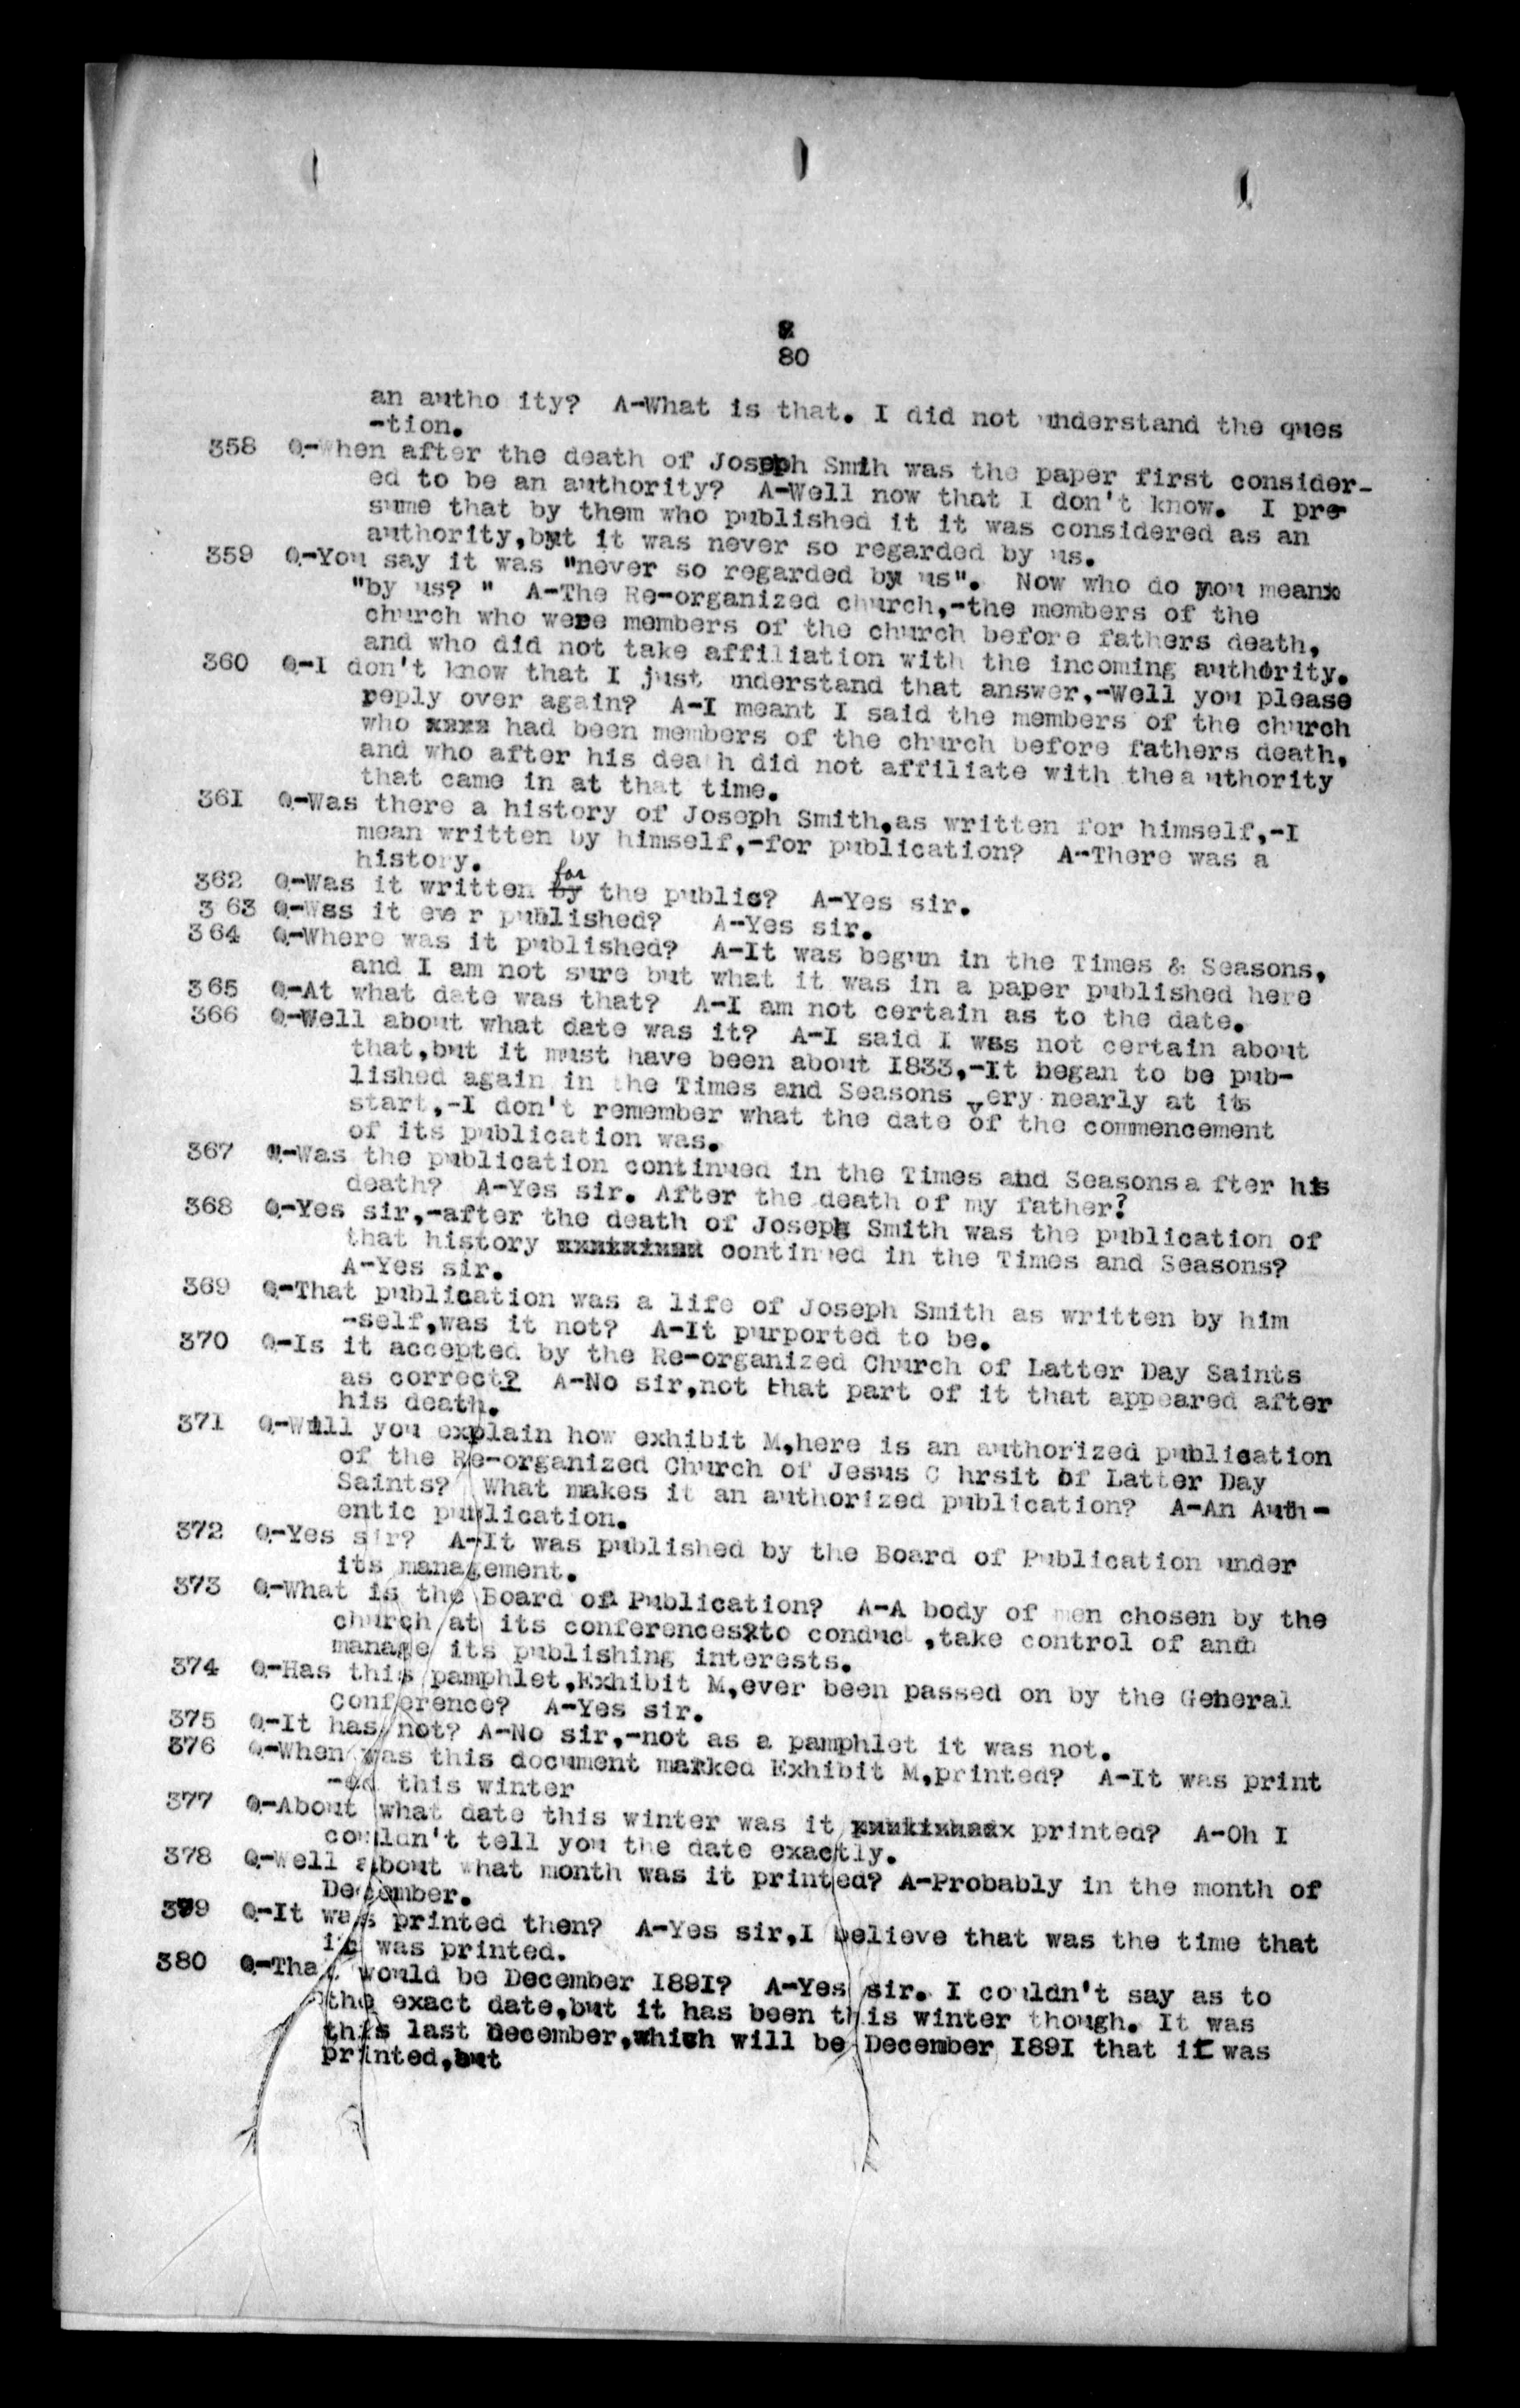 80
an autho ity? A-What is that. I did not understand the ques
-tion.
358 Q-When after the death of Joseph Smih was the paper first consider-
ed to be an authority? A-Well now that I don't know. I pre-
sume that by them who published it it was considered as an
authority,but it was never so regarded by us.
359 Q-You say it was "never so regarded by us". Now who do you meanx
"by us? " A-The Re-organized church,-the members of the
church who were members of the church before fathers death,
and who did not take affiliation with the incoming authority.
360 Q-I don't know that I just understand that answer,-Well you please
reply over again? A-I meant I said the members of the church
who xxxx had been members of the church before fathers death,
and who after his dea h did not affiliate with thea uthority
that came in at that time.
361 Q-Was there a history of Joseph Smith,as written for himself,-I
mean written by himself,-for publication? A-There was a
history.
362 Q-Was it written by for the public? A-Yes sir.
3 63 Q-Wss it eve r published? A-Yes sir.
364 Q-Where was it published? A-It was begun in the Times & Seasons,
and I am not sure but what it was in a paper published here
365 Q-At what date was that? A-I am not certain as to the date.
366 Q-Well about what date was it? A-I said I was not certain about
that,but it must have been about 1833,-It began to be pub-
lished again in the Times and Seasons very nearly at its
start,-I don't remember what the date of the commencement
of its publication was.
367 Q-Was the publication continued in the Times and Seasonsa fter his
death? A-Yes sir. After the death of my father?
368 Q-Yes sir,-after the death of Joseph Smith was the publication of
that history continued in the Times and Seasons?
A-Yes sir.
369 Q-That publication was a life of Joseph Smith as written by him
-self,was it not? A-It purported to be.
370 Q-Is it accepted by the Re-organized Church of Latter Day Saints
as correct? A-No sir,not that part of it that appeared after
his death.
371 Q-Will you explain how exhibit M,here is an authorized publication
of the Re-organized Church of Jesus C hrsit of Latter Day
Saints? What makes it an authorized publication? A-An Auth-
entic publication.
372 Q-Yes sir? A-It was published by the Board of Publication under
its management.
373 Q-What is the Board of Publication? A-A body of men chosen by the
church at its conferencesxto conduct ,take control of and
manage its publishing interests.
374 Q-Has this pamphlet,Exhibit M,ever been passed on by the General
Conference? A-Yes sir.
375 Q-It has not? A-No sir,-not as a pamphlet it was not.
376 Q-When was this document marked Exhibit M,printed? A-It was print
-ed this winter
377 Q-About what date this winter was it printed? A-Oh I
couldn't tell you the date exactly.
378 Q-Well about what month was it printed? A-Probably in the month of
December.
379 Q-It was printed then? A-Yes sir,I believe that was the time that
it was printed.
380 Q-That would be December 1891? A-Yes sir. I couldn't say as to
the exact date,but it has been this winter though. It was
this last December,which will be December 1891 that it was
printed,but